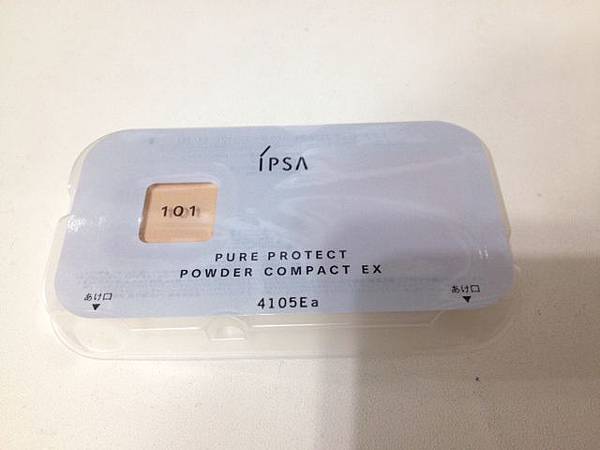 ÍPSA
101
PURE PROTECT
POWDER COMPACT EX
あけ口
あけ口
4105Ea